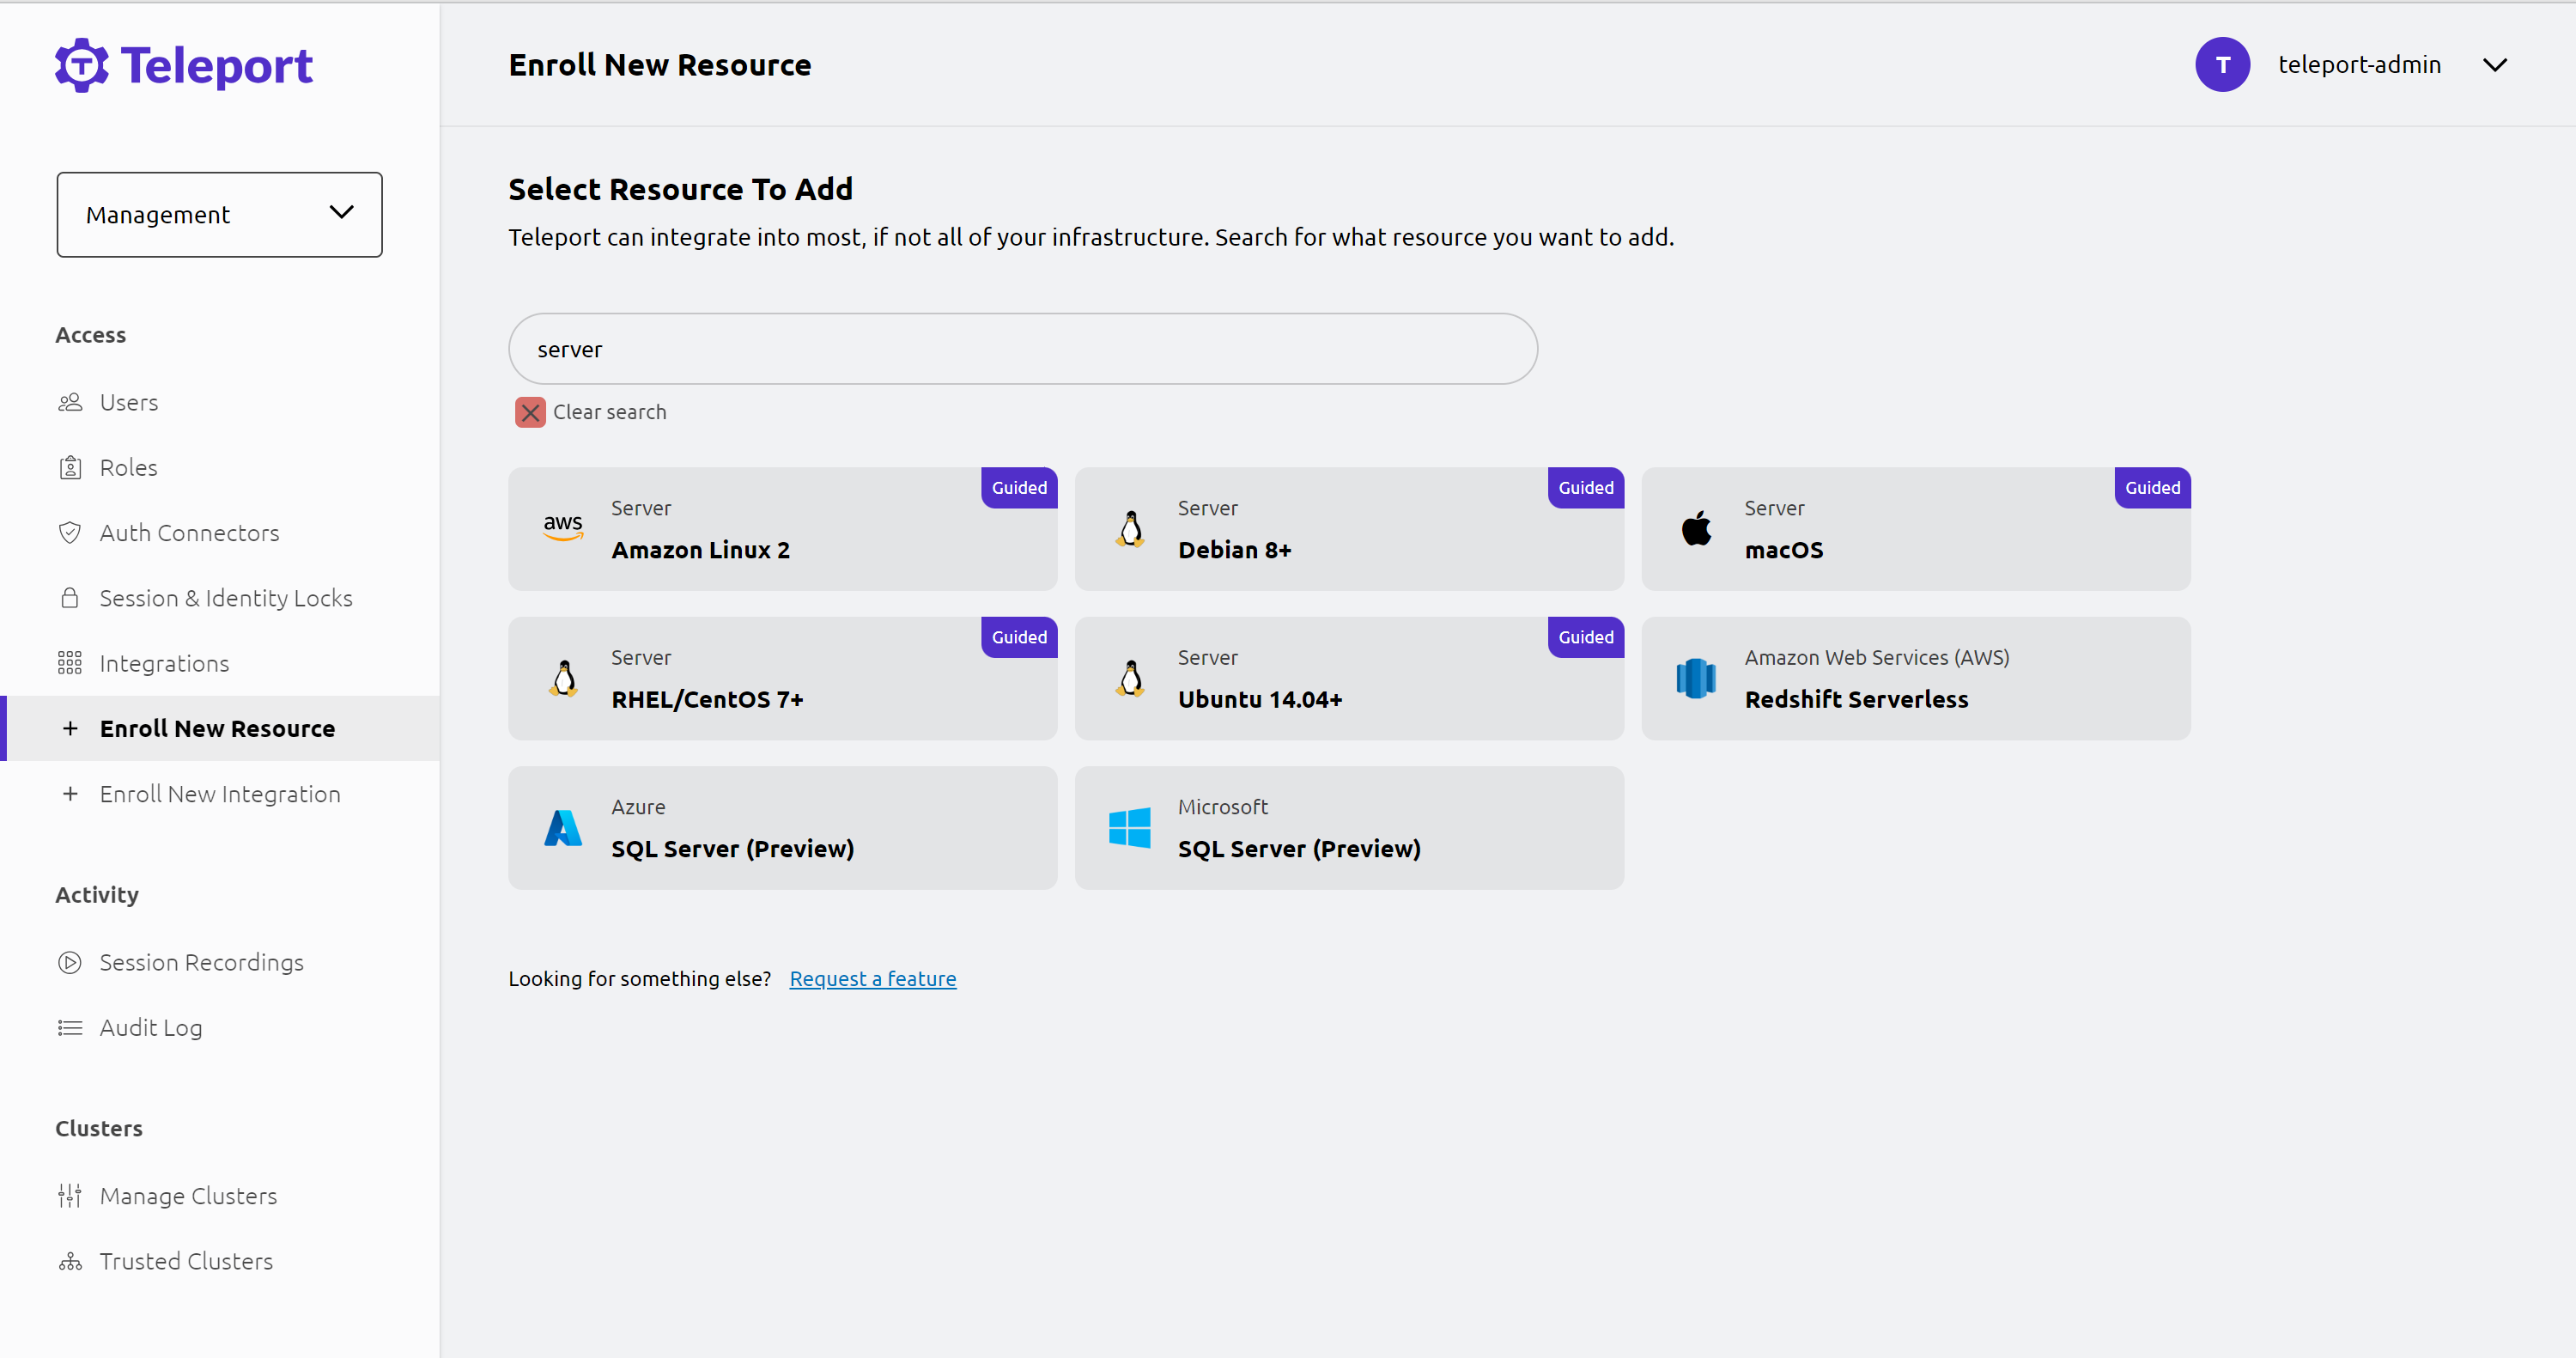 Teleport
Management
Access
Users
Roles
Auth Connectors
Session & Identity Locks
Integrations
Enroll New Resource
Enroll New Integration
Activity
Session Recordings
Audit Log
Clusters
Manage Clusters
Trusted Clusters
Enroll New Resource
T
teleport-admin
Select Resource To Add
Teleport can integrate into most, if not all of your infrastructure. Search for what resource you want to add.
server
Clear search
aws
Server
Amazon Linux 2
Guided
Server
Debian 8+
Guided
Server
macOS
Guided
Server
RHEL/CentOS 7+
Guided
Server
Ubuntu 14.04+
Guided
Amazon Web Services (AWS)
Redshift Serverless
Azure
SQL Server (Preview)
Microsoft
SQL Server (Preview)
Looking for something else? Request a feature